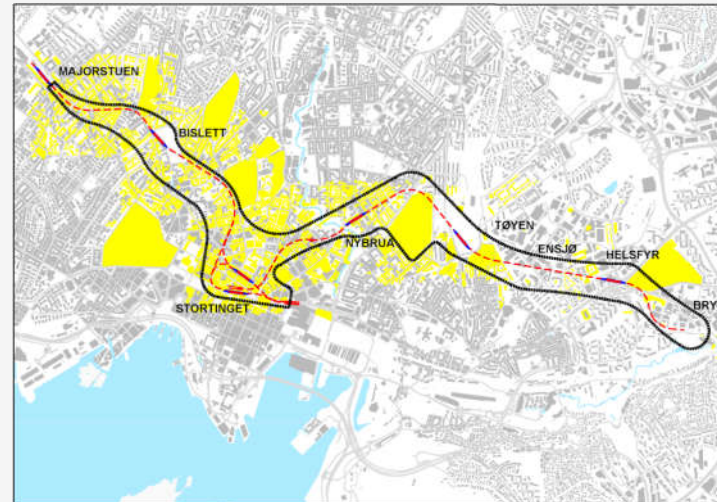 MAJORSTUEN
BISLETT
TØYEN
NYBRUA
ENSJØ
HELSFYR
STORTINGET
BRY